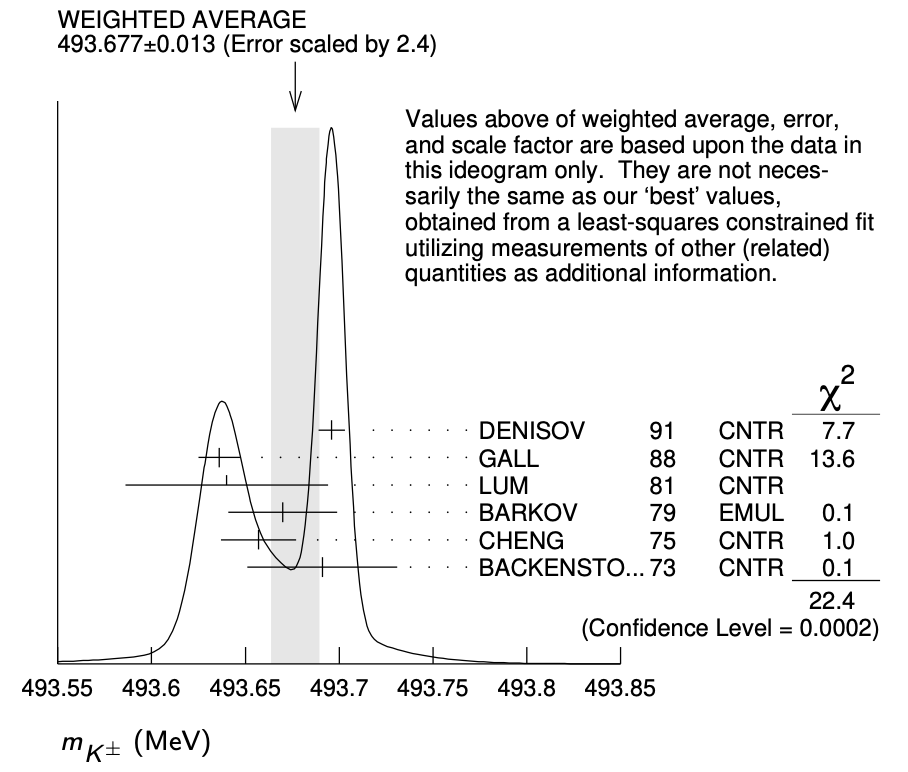 WEIGHTED AVERAGE
493.677±0.013 (Error scaled by 2.4)
Values above of weighted average, error,
and scale factor are based upon the data in
this ideogram only. They are not neces-
sarily the same as our ‘best’ values,
obtained from a least-squares constrained fit
utilizing measurements of other (related)
quantities as additional information.
χ²
DENISOV 91 CNTR 7.7
GALL 88 CNTR 13.6
LUM 81 CNTR
BARKOV 79 EMUL 0.1
CHENG 75 CNTR 1.0
BACKENSTO... 73 CNTR 0.1
22.4
(Confidence Level = 0.0002)
493.55 493.6 493.65 493.7 493.75 493.8 493.85
m_K± (MeV)